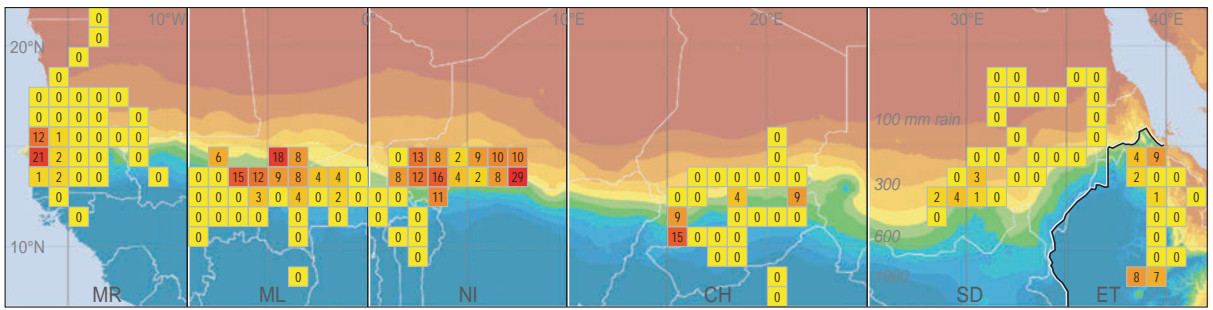 0 10°W 0° 10°E 20°E 30°E 40°E
0
20°N
0
0 0 0 0 0
0 0 0 0 0 0 0 0 0 0
0 0 0 0 0 100 mm rain 0 0
12 1 0 0 0 0 0 0 0
21 2 0 0 0 6 18 8 0 13 8 2 9 10 10 0 0 0 0 0 0 4 9
1 2 0 0 0 0 0 15 12 9 8 4 4 0 8 12 16 4 2 8 29 0 0 0 0 0 0 0 3 0 0 2 0 0
300
0 0 0 0 3 0 4 0 2 0 0 0 11 0 0 4 9 2 4 1 0 1 0
0 0 0 0 0 0 0 0 0 9 0 0 0 0 0 0 0
0 0 0 0 15 0 0 0 600 0
10°N
0 0 0 0 0
0 0 1000 8 7
0
MR ML NI CH SD ET